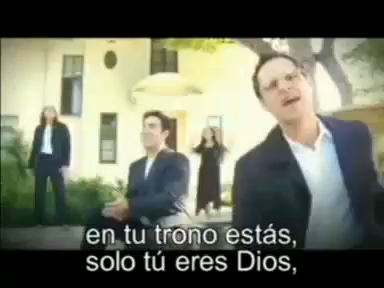 en tu trono estás,
solo tú eres Dios,